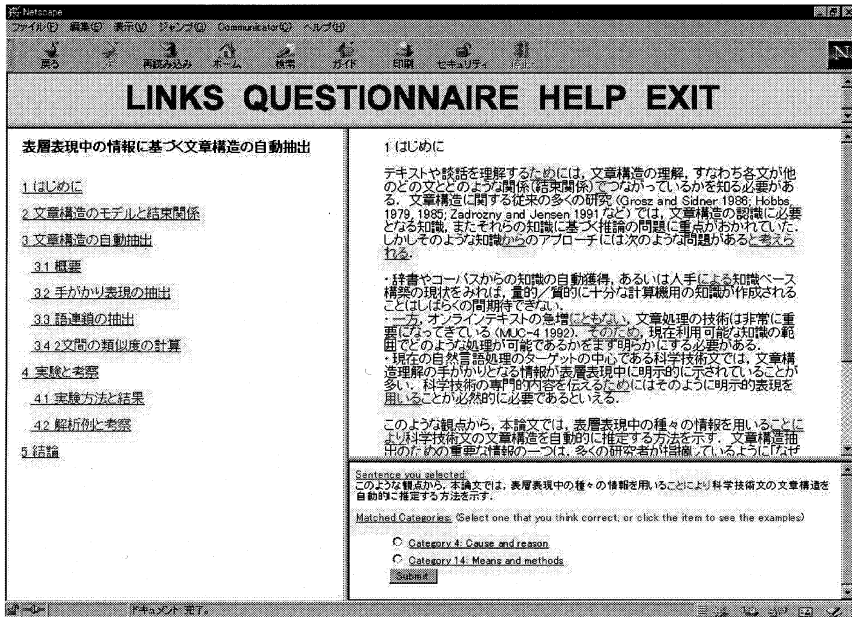 Netscape
ファイル(F) 編集(E) 表示(V) ジャンプ(G) Communicator(C) ヘルプ(H)
戻る 再読み込み ホーム 検索 ガイド 印刷 セキュリティ
LINKS QUESTIONNAIRE HELP EXIT
表層表現中の情報に基づく文章構造の自動抽出
1 はじめに
2 文章構造のモデルと結束関係
3 文章構造の自動抽出
3.1 概要
3.2 手がかり表現の抽出
3.3 語連鎖の抽出
3.4 2文間の類似度の計算
4 実験と考察
4.1 実験方法と結果
4.2 解析例と考察
5 結論
1 はじめに
テキストや談話を理解するためには，文章構造の理解，すなわち各文が他
のどの文とどのような関係(結束関係)でつながっているかを知る必要があ
る．文章構造に関する従来の多くの研究 (Grosz and Sidner 1986; Hobbs,
1979, 1985; Zadrozny and Jensen 1991 など) では，文章構造の認識に必要
となる知識，またそれらの知識に基づく推論の問題に重点がおかれていた．
しかしそのような知識からのアプローチには次のような問題があると考えら
れる．
・辞書やコーパスからの知識の自動獲得，あるいは人手による知識ベース
構築の現状をみれば，量的／質的に十分な計算機用の知識が作成される
ことはしばらくの間期待できない．
・一方，オンラインテキストの急増にともない，文章処理の技術は非常に重
要になってきている (MUC-4 1992)．そのため，現在利用可能な知識の範
囲でどのような処理が可能であるかをまず明らかにする必要がある．
・現在の自然言語処理のターゲットの中心である科学技術文では，文章構
造理解の手がかりとなる情報が表層表現中に明示的に示されていることが
多い．科学技術の専門的内容を伝えるためにはそのように明示的表現を
用いることが必然的に必要であるといえる．
このような観点から，本論文では，表層表現中の種々の情報を用いることに
より科学技術文の文章構造を自動的に推定する方法を示す．文章構造抽
出のための重要な情報の一つは，多くの研究者が指摘しているように「なぜ
Sentence you selected:
このような観点から，本論文では，表層表現中の種々の情報を用いることにより科学技術文の文章構造を
自動的に推定する方法を示す．
Matched Categories: (Select one that you think correct, or click the item to see the examples)
Category 4: Cause and reason
Category 14: Means and methods
Submit
ドキュメント:完了。